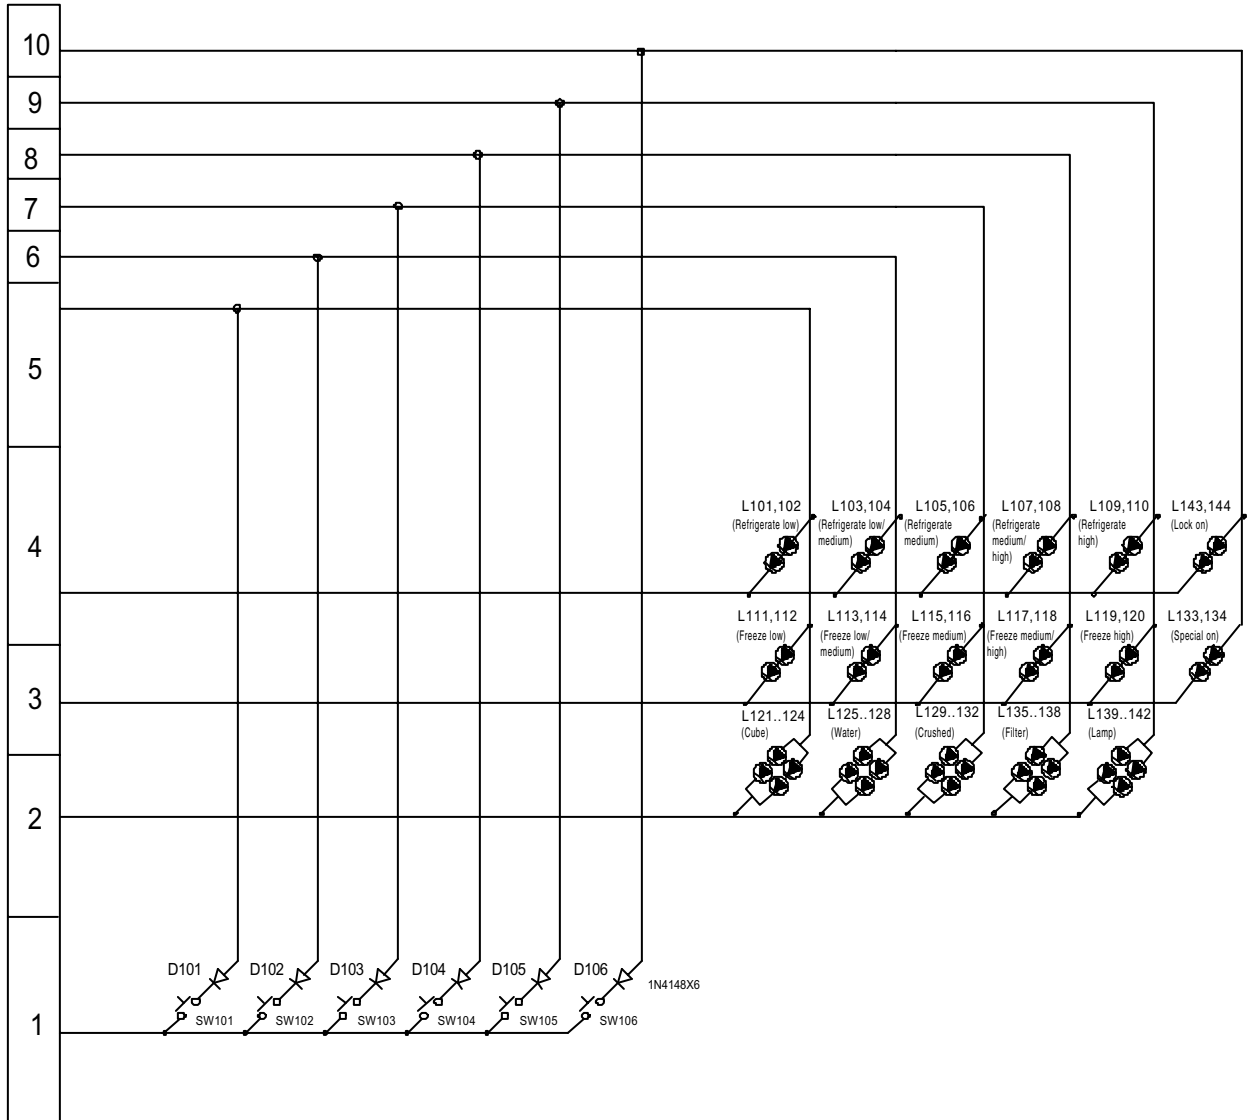 10
9
8
7
6
5
4
3
2
1
L101,102
(Refrigerate low)
L103,104
(Refrigerate low/
medium)
L105,106
(Refrigerate
medium)
L107,108
(Refrigerate
medium/
high)
L109,110
(Refrigerate
high)
L143,144
(Lock on)
L111,112
(Freeze low)
L113,114
(Freeze low/
medium)
L115,116
(Freeze medium)
L117,118
(Freeze medium/
high)
L119,120
(Freeze high)
L133,134
(Special on)
L121..124
(Cube)
L125..128
(Water)
L129..132
(Crushed)
L135..138
(Filter)
L139..142
(Lamp)
D101
D102
D103
D104
D105
D106
1N4148X6
SW101
SW102
SW103
SW104
SW105
SW106